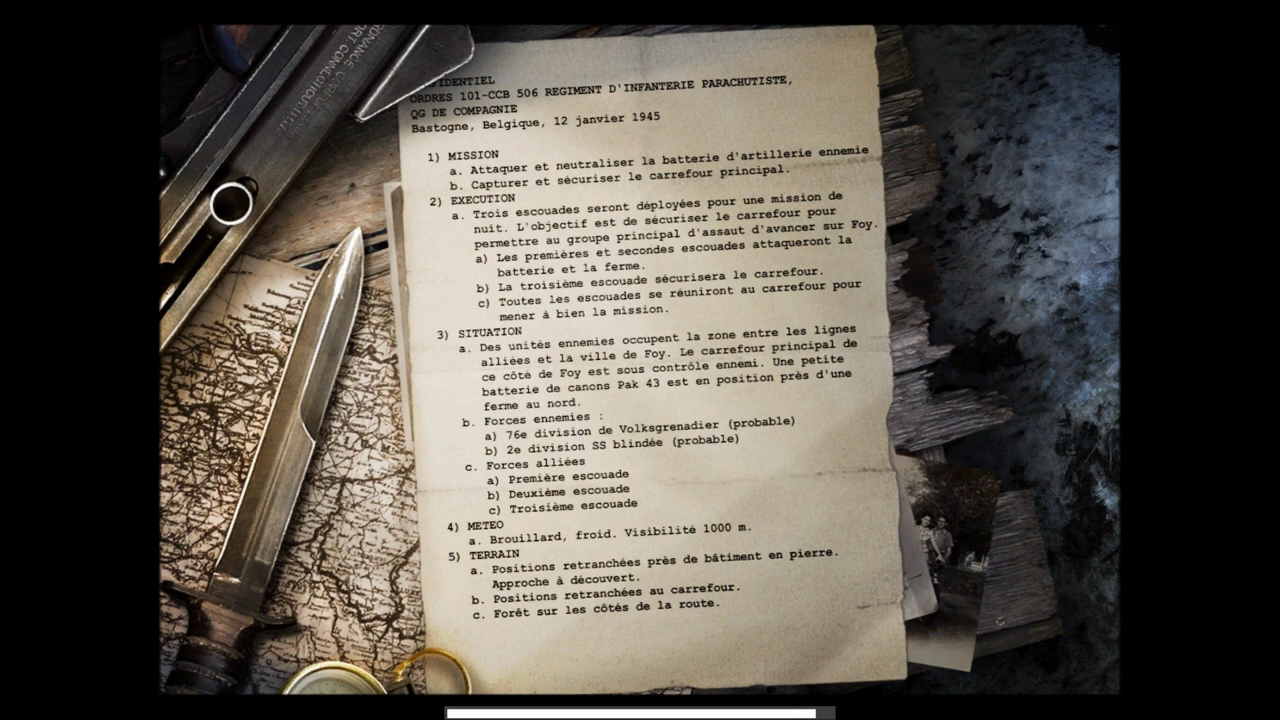 ORDNANCE
ORT. CONNECTICUT. U.S.A.
FIDENTIEL
ORDRES 101-CCB 506 REGIMENT D'INFANTERIE PARACHUTISTE,
QG DE COMPAGNIE
Bastogne, Belgique, 12 janvier 1945
1) MISSION
a. Attaquer et neutraliser la batterie d'artillerie ennemie
b. Capturer et sécuriser le carrefour principal.
2) EXECUTION
a. Trois escouades seront déployées pour une mission de
nuit. L'objectif est de sécuriser le carrefour pour
permettre au groupe principal d'assaut d'avancer sur Foy.
a) Les premières et secondes escouades attaqueront la
batterie et la ferme.
b) La troisième escouade sécurisera le carrefour.
c) Toutes les escouades se réuniront au carrefour pour
mener à bien la mission.
3) SITUATION
a. Des unités ennemies occupent la zone entre les lignes
alliées et la ville de Foy. Le carrefour principal de
ce côté de Foy est sous contrôle ennemi. Une petite
batterie de canons Pak 43 est en position près d'une
ferme au nord.
b. Forces ennemies :
a) 76e division de Volksgrenadier (probable)
b) 2e division SS blindée (probable)
c. Forces alliées
a) Première escouade
b) Deuxième escouade
c) Troisième escouade
4) METEO
a. Brouillard, froid. Visibilité 1000 m.
5) TERRAIN
a. Positions retranchées près de bâtiment en pierre.
Approche à découvert.
b. Positions retranchées au carrefour.
c. Forêt sur les côtés de la route.